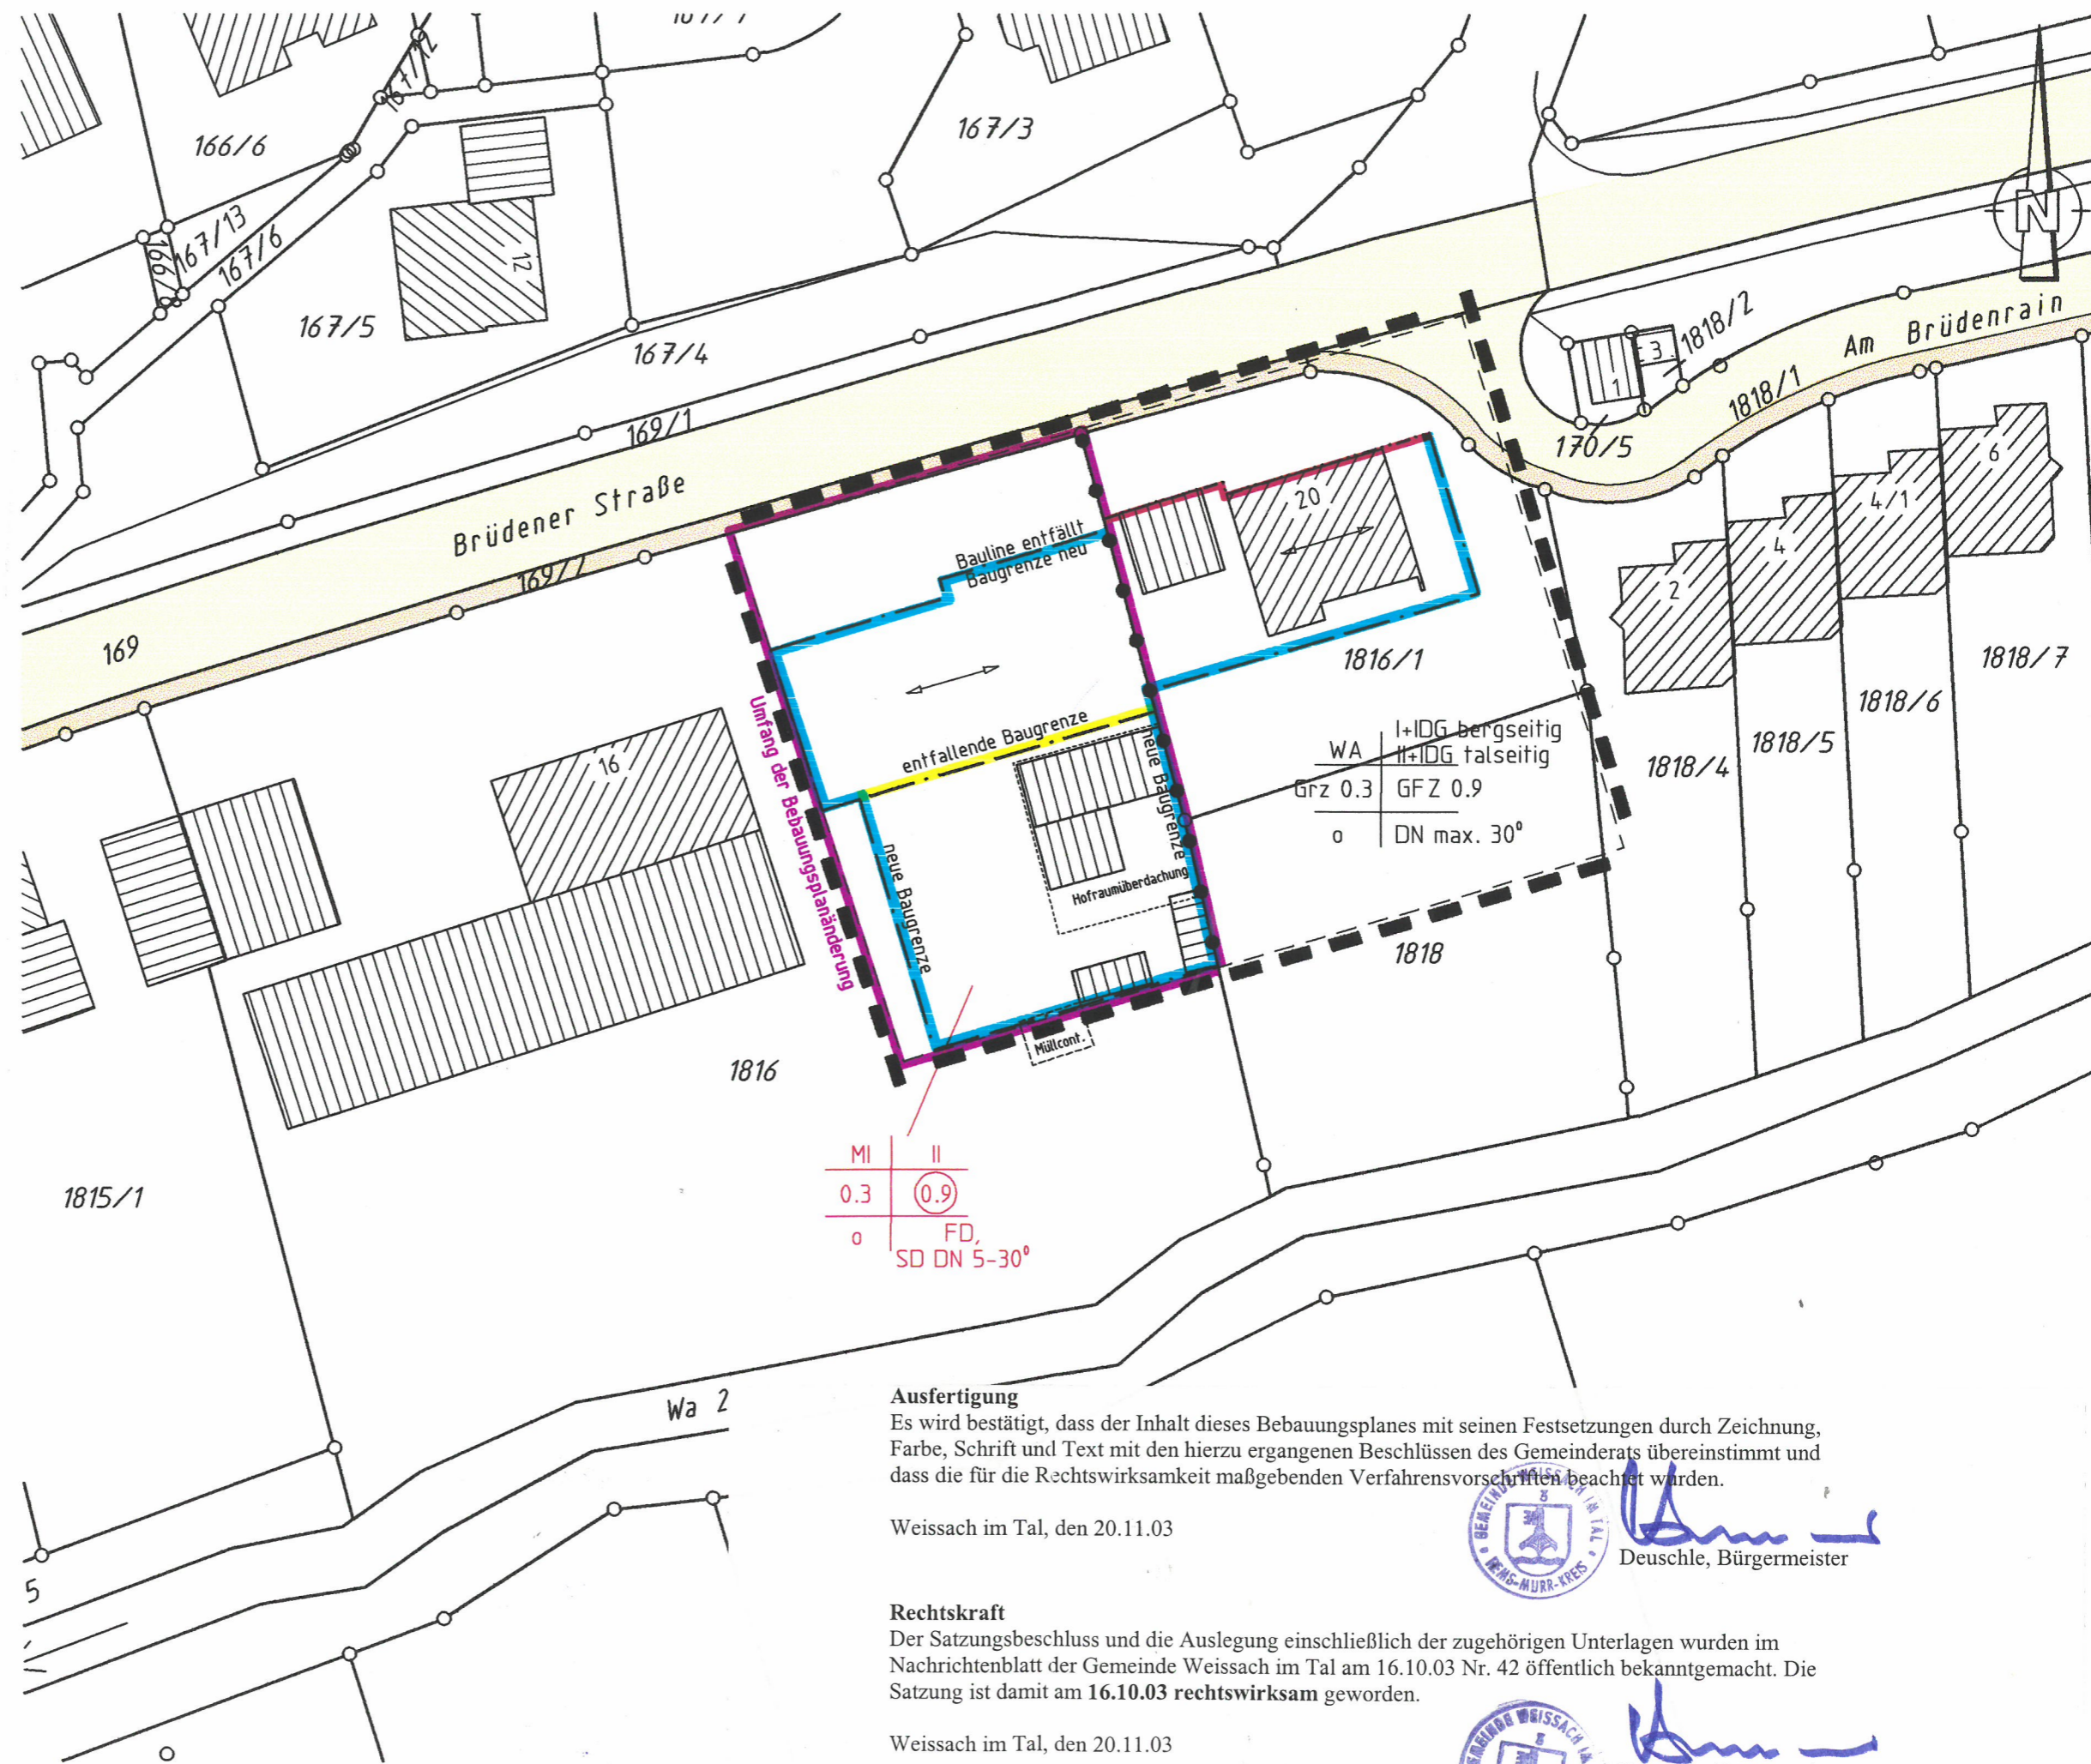 166/6
167/12
167/3
167/13
167/6
12
167/5
167/4
169/1
N
1818/2
3
1
Am Brüdenrain
1818/1
170/5
Brüdener Straße
169
Bauline entfällt
Baugrenze neu
20
6
4/1
4
2
1816/1
1818/7
1818/6
1818/5
1818/4
16
Umfang der Bebauungsplanänderung
entfallende Baugrenze
neue Baugrenze
neue Baugrenze
Hofraumüberdachung
Müllcont.
WA I+IDG bergseitig
II+IDG talseitig
Grz 0.3 GFZ 0.9
o DN max. 30°
1818
1816
1815/1
MI II
0.3 0.9
o FD,
SD DN 5-30°
Wa 2
5
Ausfertigung
Es wird bestätigt, dass der Inhalt dieses Bebauungsplanes mit seinen Festsetzungen durch Zeichnung,
Farbe, Schrift und Text mit den hierzu ergangenen Beschlüssen des Gemeinderats übereinstimmt und
dass die für die Rechtswirksamkeit maßgebenden Verfahrensvorschriften beachtet wurden.
Weissach im Tal, den 20.11.03
GEMEINDE WEISSACH IM TAL
REMS-MURR-KREIS
Deuschle, Bürgermeister
Rechtskraft
Der Satzungsbeschluss und die Auslegung einschließlich der zugehörigen Unterlagen wurden im
Nachrichtenblatt der Gemeinde Weissach im Tal am 16.10.03 Nr. 42 öffentlich bekanntgemacht. Die
Satzung ist damit am 16.10.03 rechtswirksam geworden.
Weissach im Tal, den 20.11.03